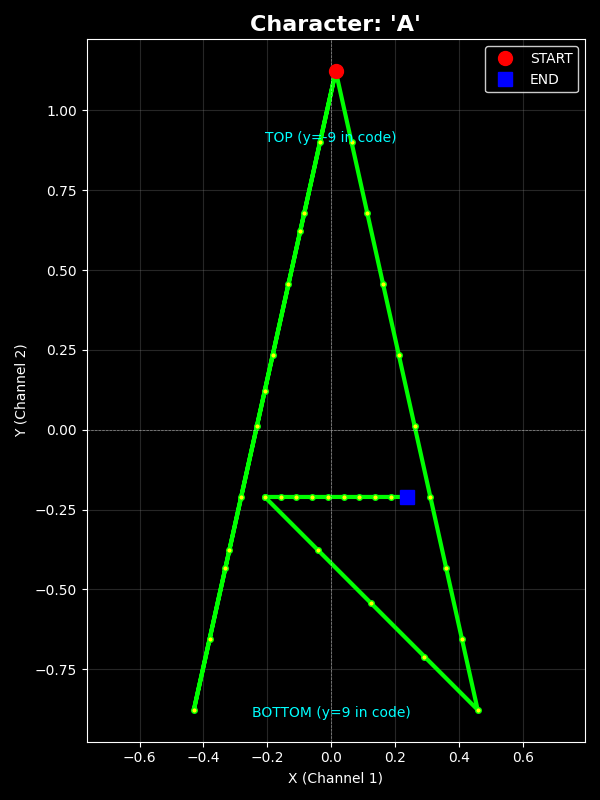 Character: 'A'
START
END
TOP (y=-9 in code)
BOTTOM (y=9 in code)
1.00
0.75
0.50
0.25
0.00
−0.25
−0.50
−0.75
Y (Channel 2)
−0.6
−0.4
−0.2
0.0
0.2
0.4
0.6
X (Channel 1)